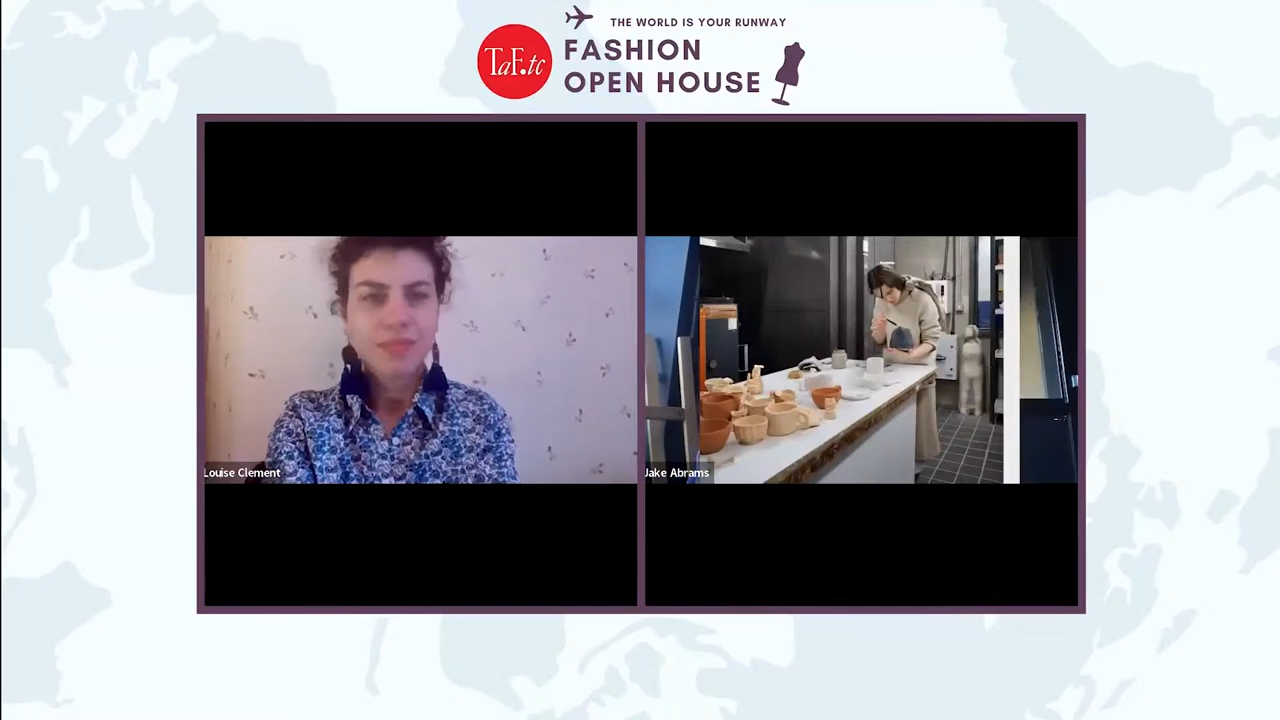 THE WORLD IS YOUR RUNWAY
TaF.tc
FASHION
OPEN HOUSE
Louise Clement
Jake Abrams